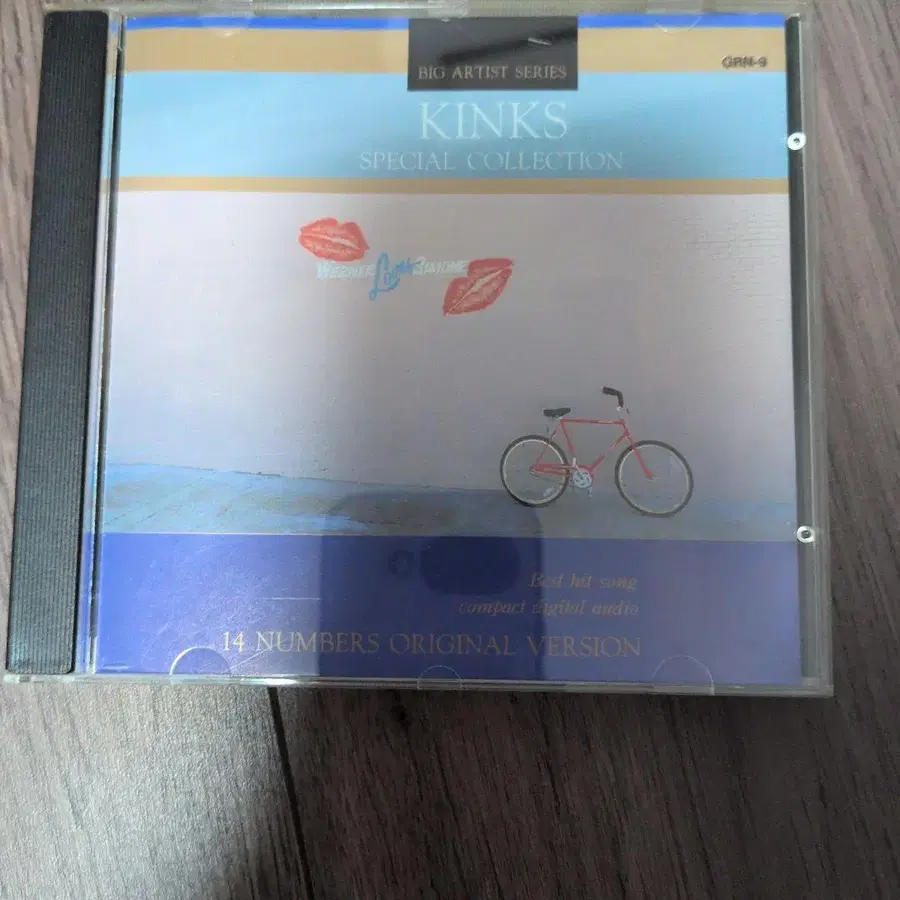 BIG ARTIST SERIES
GRN-9
KINKS
SPECIAL COLLECTION
Best hit song
compact digital audio
14 NUMBERS ORIGINAL VERSION